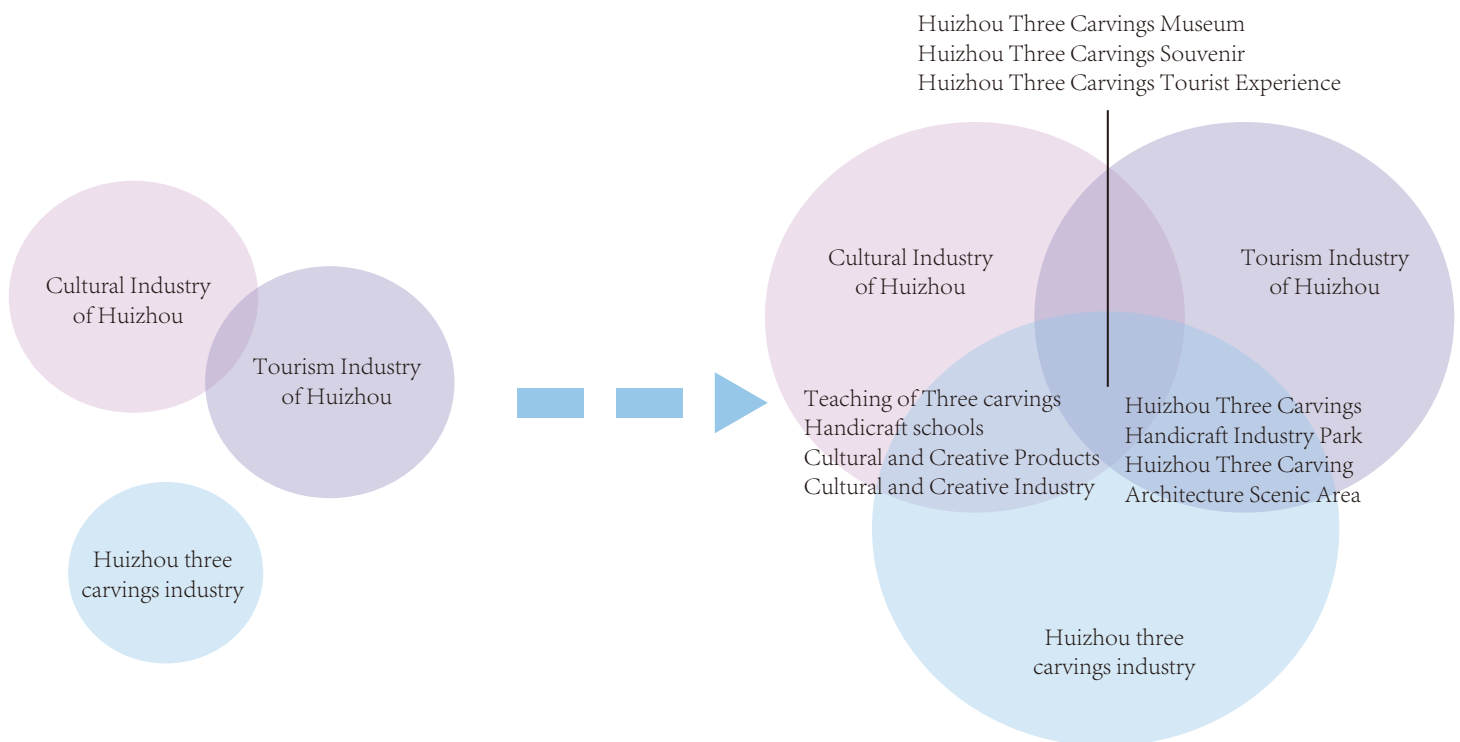 Cultural Industry
of Huizhou
Tourism Industry
of Huizhou
Huizhou three
carvings industry
Huizhou Three Carvings Museum
Huizhou Three Carvings Souvenir
Huizhou Three Carvings Tourist Experience
Cultural Industry
of Huizhou
Tourism Industry
of Huizhou
Teaching of Three carvings
Handicraft schools
Cultural and Creative Products
Cultural and Creative Industry
Huizhou Three Carvings
Handicraft Industry Park
Huizhou Three Carving
Architecture Scenic Area
Huizhou three
carvings industry